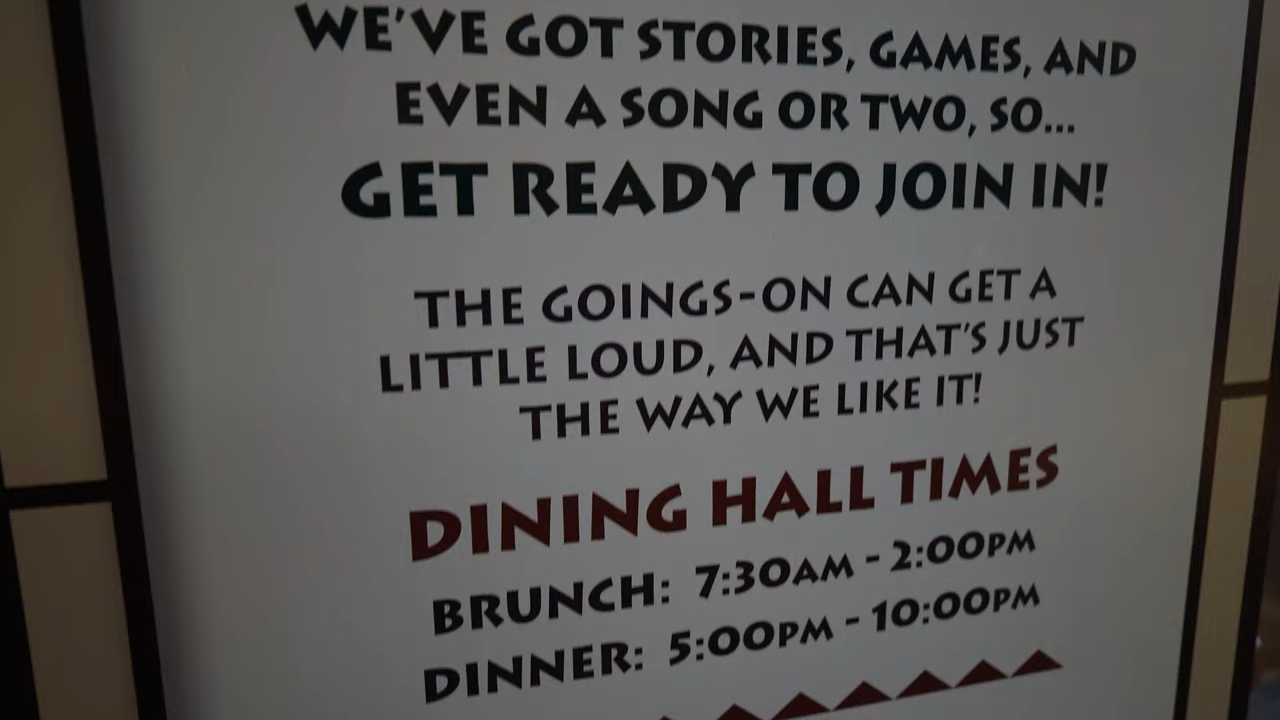 WE'VE GOT STORIES, GAMES, AND
EVEN A SONG OR TWO, SO...
GET READY TO JOIN IN!
THE GOINGS-ON CAN GET A
LITTLE LOUD, AND THAT'S JUST
THE WAY WE LIKE IT!
DINING HALL TIMES
BRUNCH: 7:30AM - 2:00PM
DINNER: 5:00PM - 10:00PM